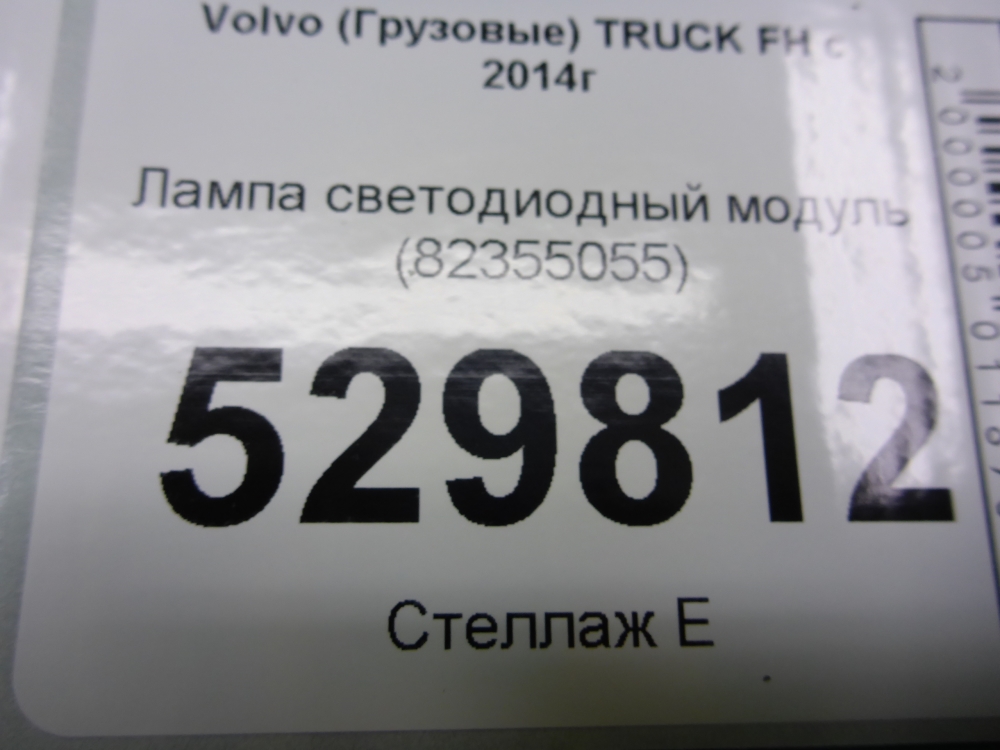 Volvo (Грузовые) TRUCK FH с
2014г
Лампа светодиодный модуль
(82355055)
529812
Стеллаж Е